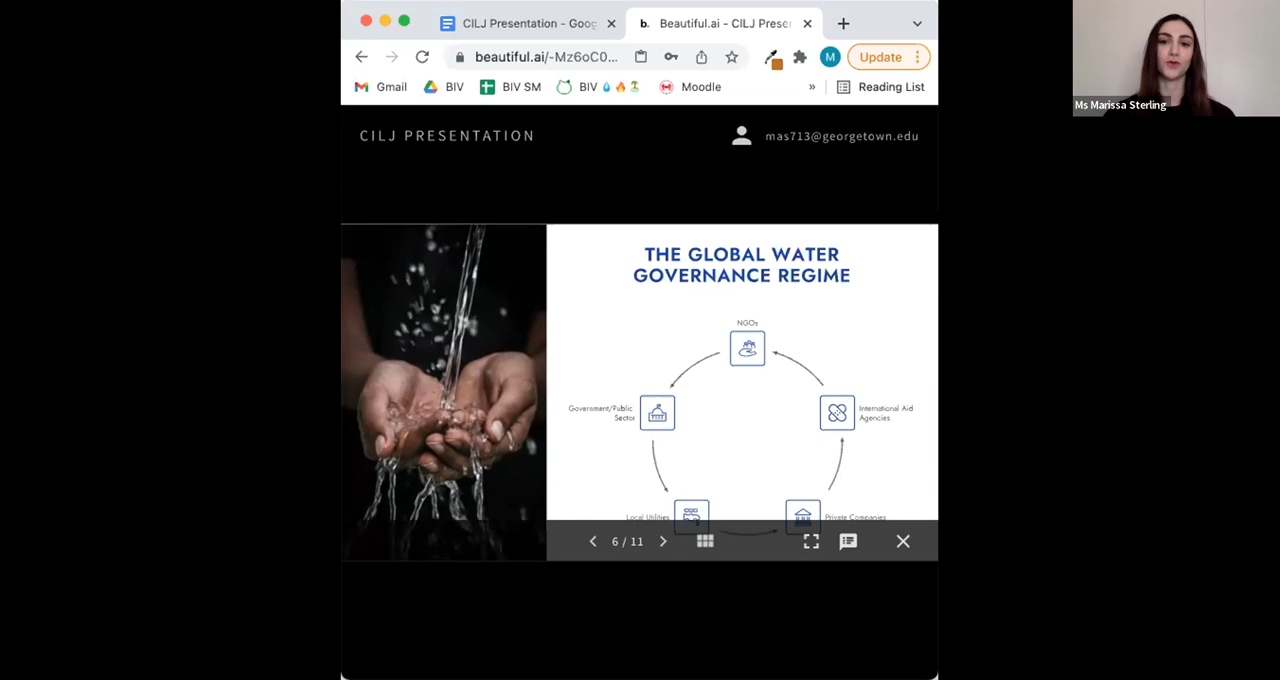 CILJ Presentation - Goog
b.
Beautiful.ai - CILJ Preser
beautiful.ai/-Mz6oC0...
M
Update
Gmail
BIV
BIV SM
BIV
Moodle
»
Reading List
Ms Marissa Sterling
CILJ PRESENTATION
mas713@georgetown.edu
THE GLOBAL WATER
GOVERNANCE REGIME
NGOs
Government/Public
Sector
International Aid
Agencies
Local Utilities
Private Companies
6 / 11